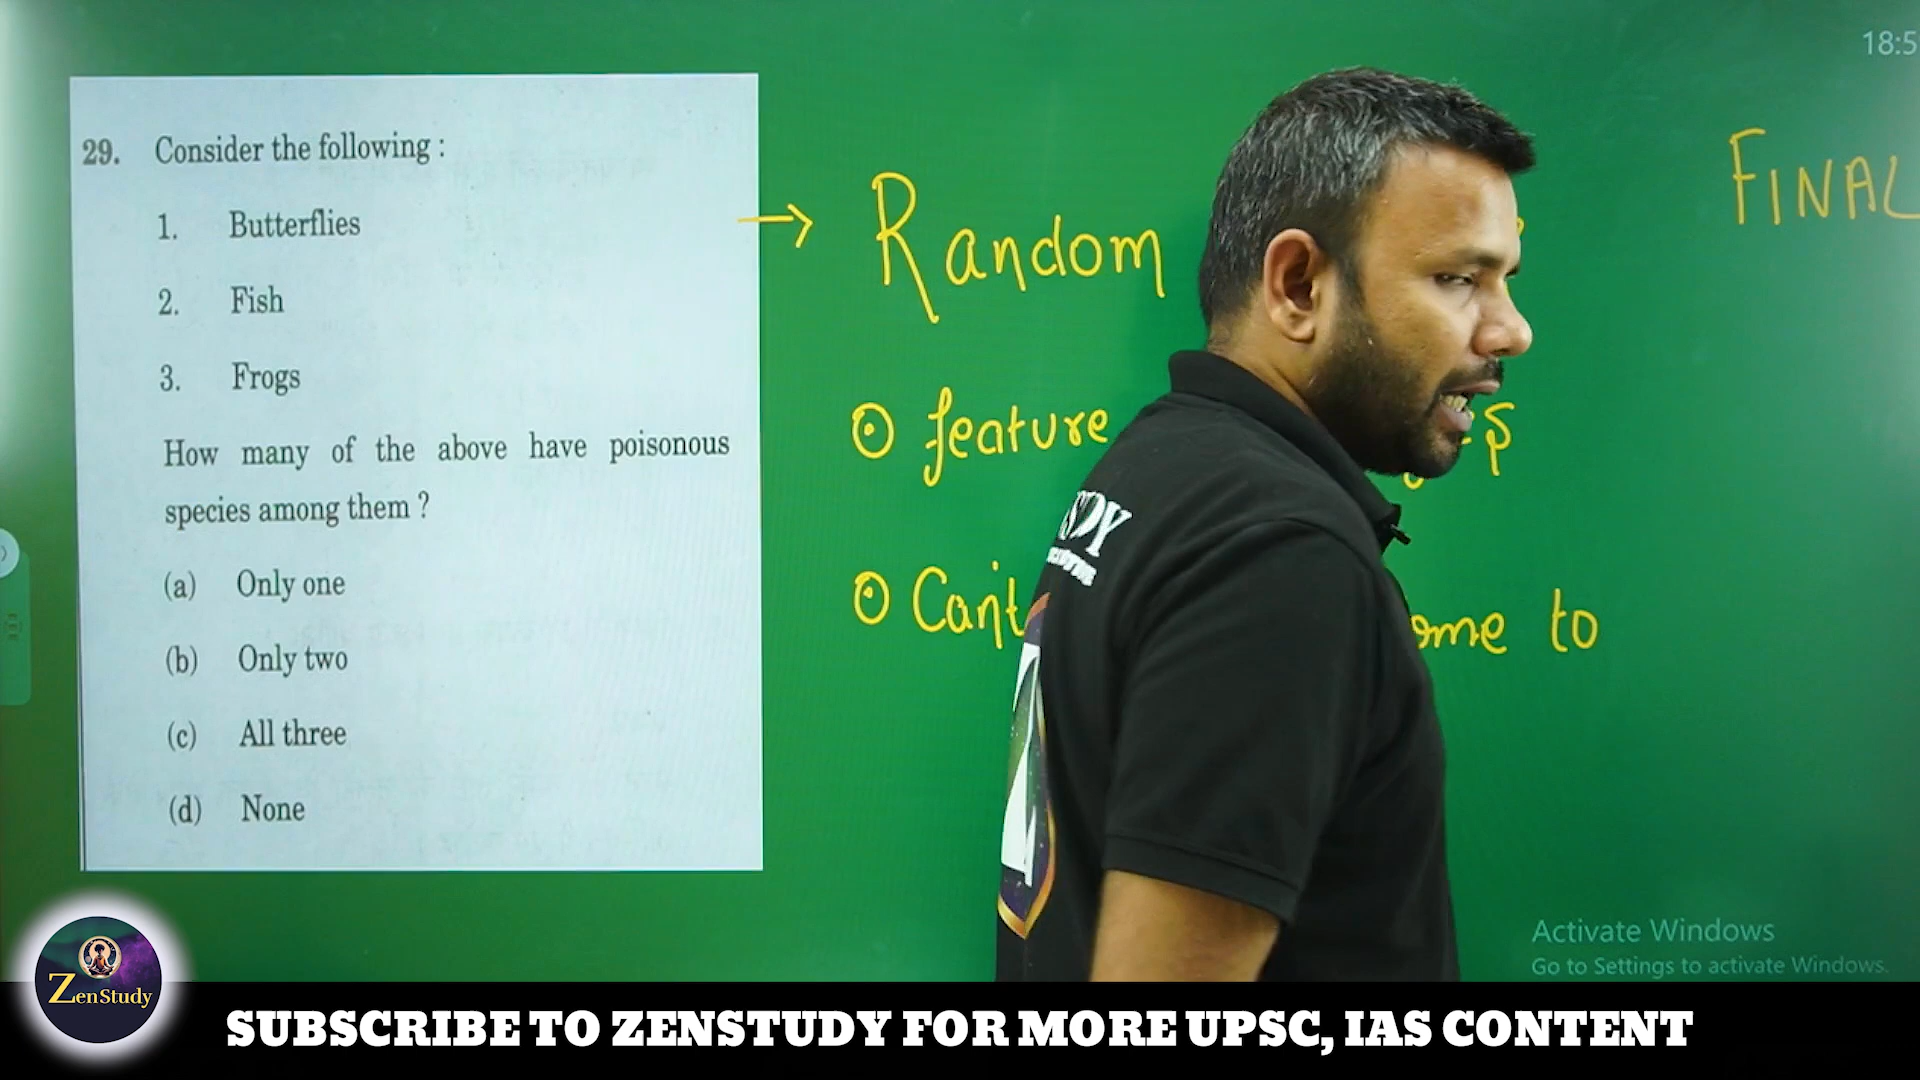 18:5
29. Consider the following :
1. Butterflies
2. Fish
3. Frogs
How many of the above have poisonous
species among them ?
(a) Only one
(b) Only two
(c) All three
(d) None
→ Random
FINAL
⊙ feature
⊙ Can't to
Activate Windows
Go to Settings to activate Windows.
ZenStudy
SUBSCRIBE TO ZENSTUDY FOR MORE UPSC, IAS CONTENT